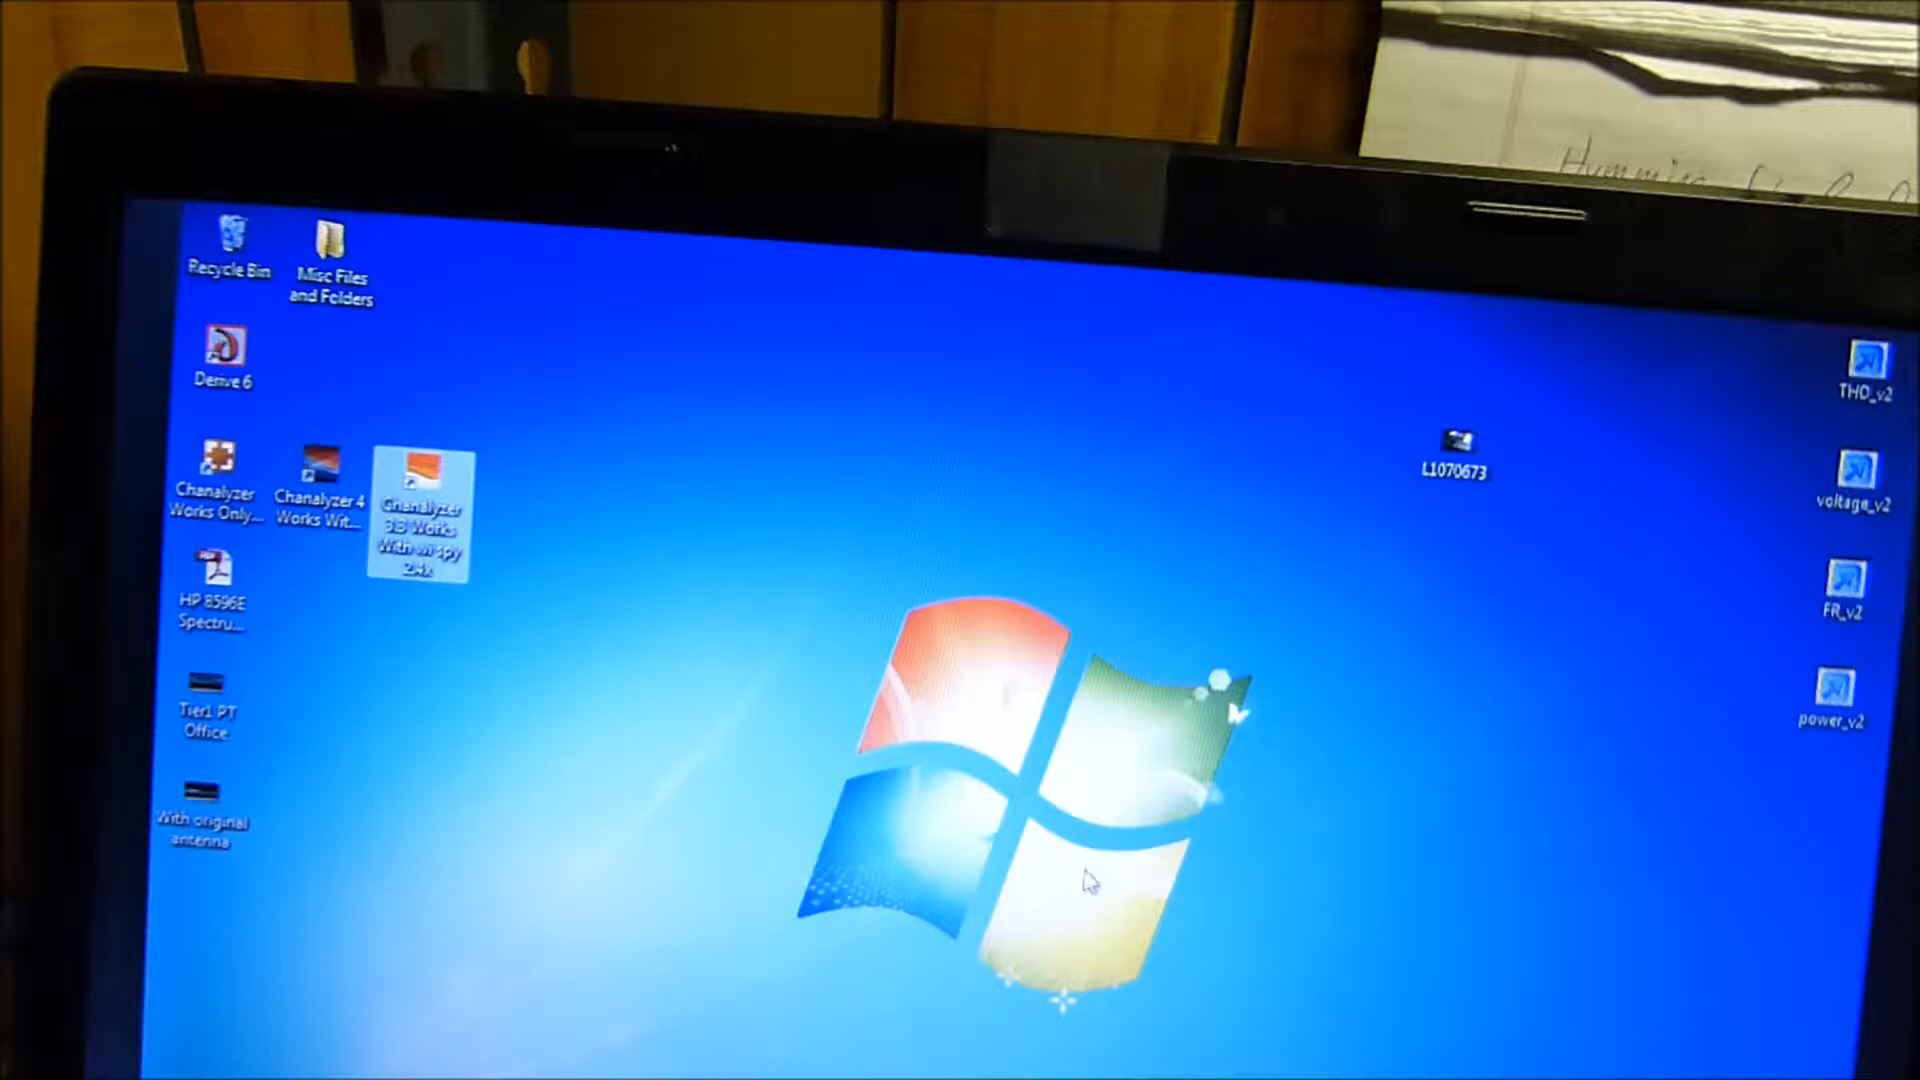 Recycle Bin
Misc Files
and Folders
Derive 6
Chanalyzer
Works Only...
Chanalyzer 4
Works Wit...
Chanalyzer
3.3 Works
With wi spy
2.4x
HP 8596E
Spectru...
Tier1 PT
Office
With original
antenna
L1070673
THD_v2
voltage_v2
FR_v2
power_v2